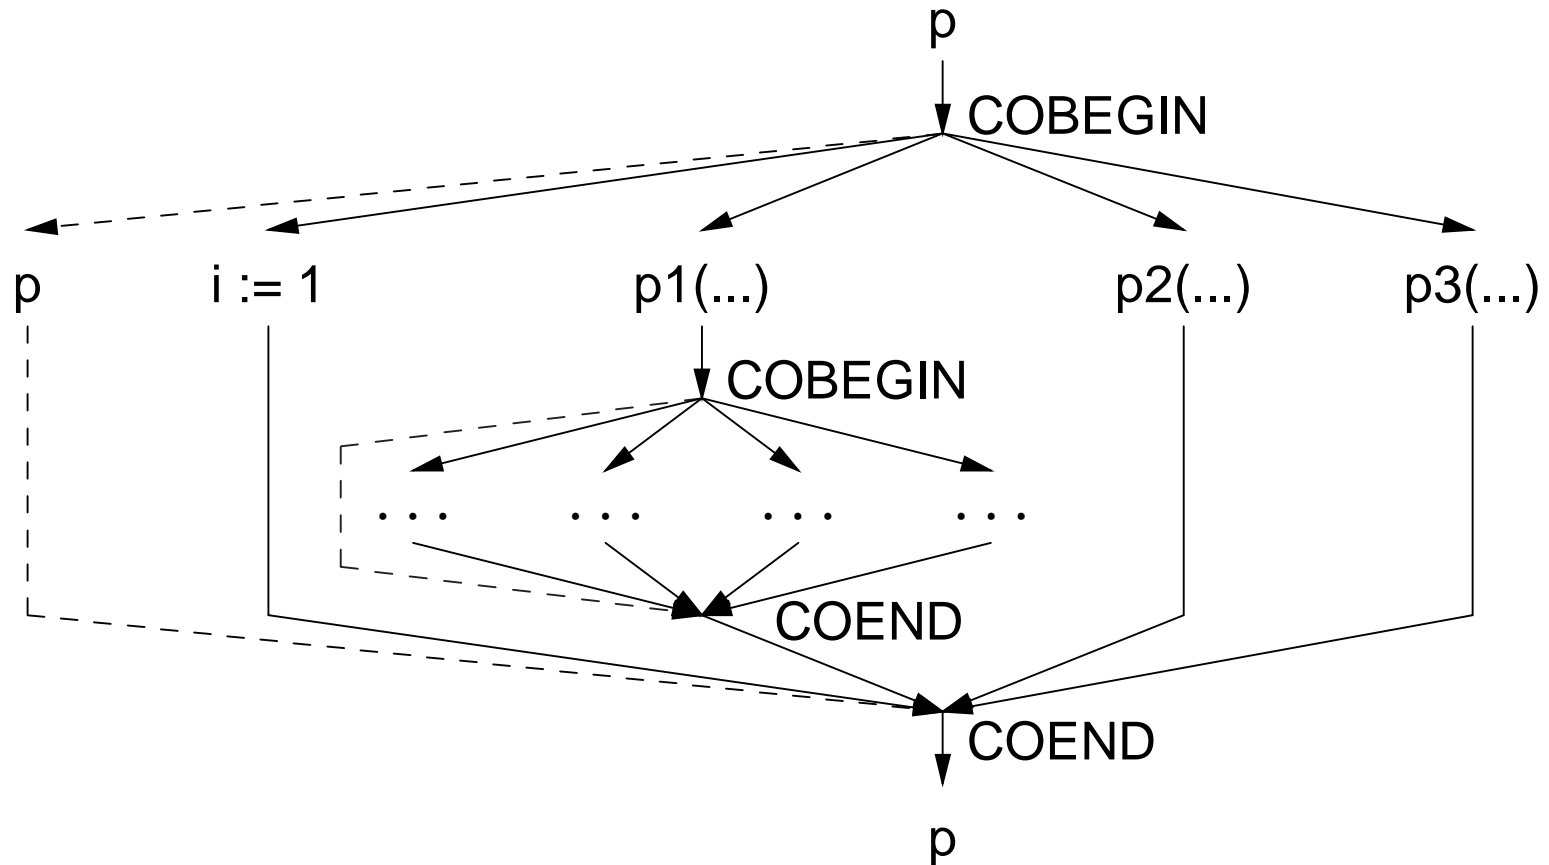 p
COBEGIN
p i := 1 p1(...) p2(...) p3(...)
COBEGIN
... ... ... ...
COEND
COEND
p